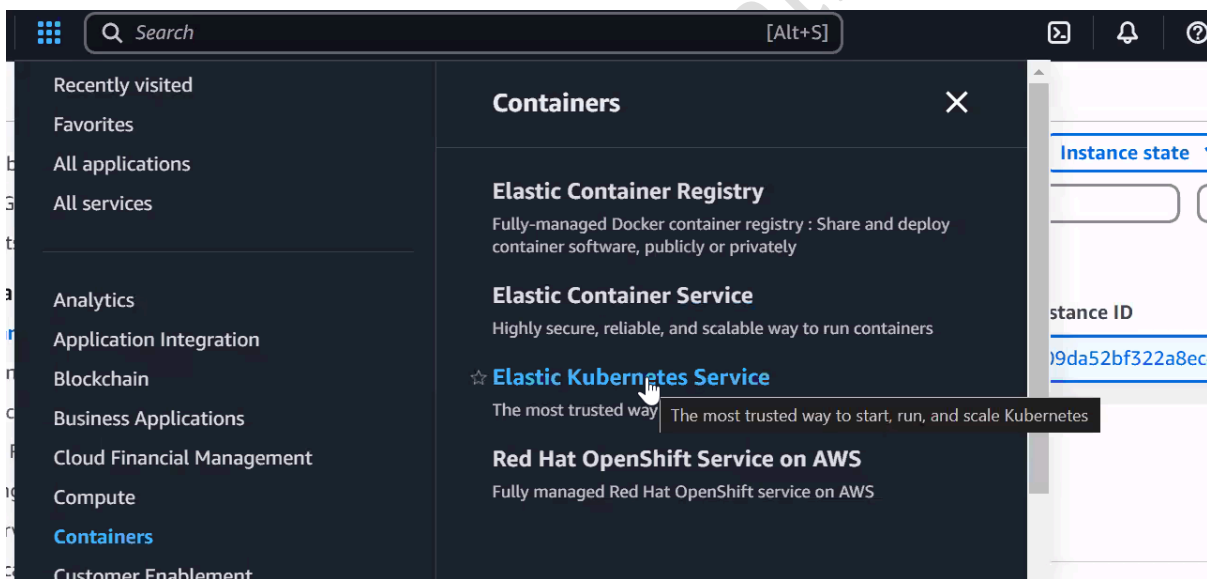 Search
[Alt+S]
Recently visited
Favorites
All applications
All services
Analytics
Application Integration
Blockchain
Business Applications
Cloud Financial Management
Compute
Containers
Customer Enablement
Containers
Elastic Container Registry
Fully-managed Docker container registry : Share and deploy
container software, publicly or privately
Elastic Container Service
Highly secure, reliable, and scalable way to run containers
Elastic Kubernetes Service
The most trusted way
The most trusted way to start, run, and scale Kubernetes
Red Hat OpenShift Service on AWS
Fully managed Red Hat OpenShift service on AWS
Instance state
stance ID
09da52bf322a8ec